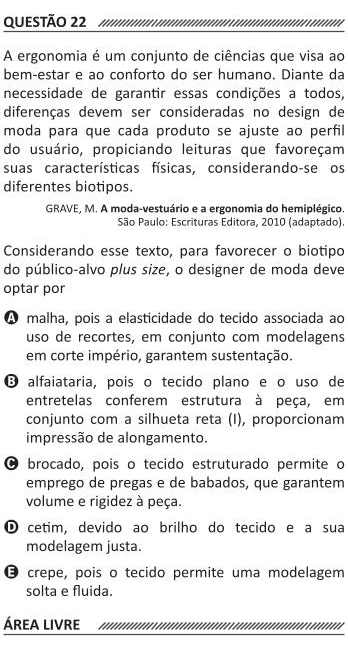 QUESTÃO 22
A ergonomia é um conjunto de ciências que visa ao
bem-estar e ao conforto do ser humano. Diante da
necessidade de garantir essas condições a todos,
diferenças devem ser consideradas no design de
moda para que cada produto se ajuste ao perfil
do usuário, propiciando leituras que favoreçam
suas características físicas, considerando-se os
diferentes biotipos.
GRAVE, M. A moda-vestuário e a ergonomia do hemiplégico.
São Paulo: Escrituras Editora, 2010 (adaptado).
Considerando esse texto, para favorecer o biotipo
do público-alvo plus size, o designer de moda deve
optar por
A malha, pois a elasticidade do tecido associada ao
uso de recortes, em conjunto com modelagens
em corte império, garantem sustentação.
B alfaiataria, pois o tecido plano e o uso de
entretelas conferem estrutura à peça, em
conjunto com a silhueta reta (I), proporcionam
impressão de alongamento.
C brocado, pois o tecido estruturado permite o
emprego de pregas e de babados, que garantem
volume e rigidez à peça.
D cetim, devido ao brilho do tecido e a sua
modelagem justa.
E crepe, pois o tecido permite uma modelagem
solta e fluida.
ÁREA LIVRE